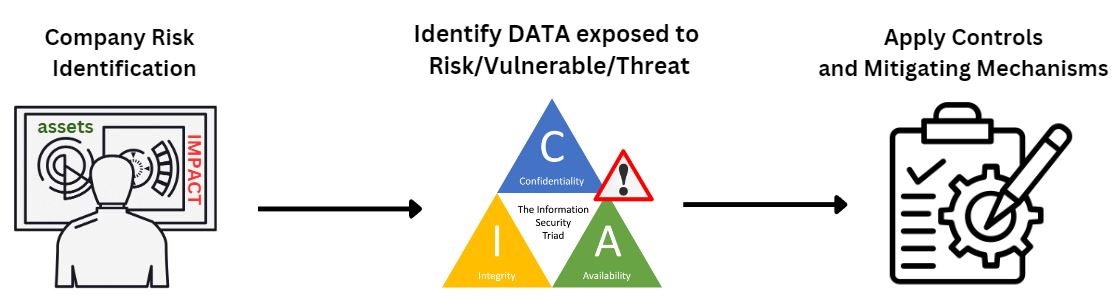 Company Risk
Identification
assets
IMPACT
Identify DATA exposed to
Risk/Vulnerable/Threat
C
Confidentiality
!
The Information
Security
Triad
I
Integrity
A
Availability
Apply Controls
and Mitigating Mechanisms